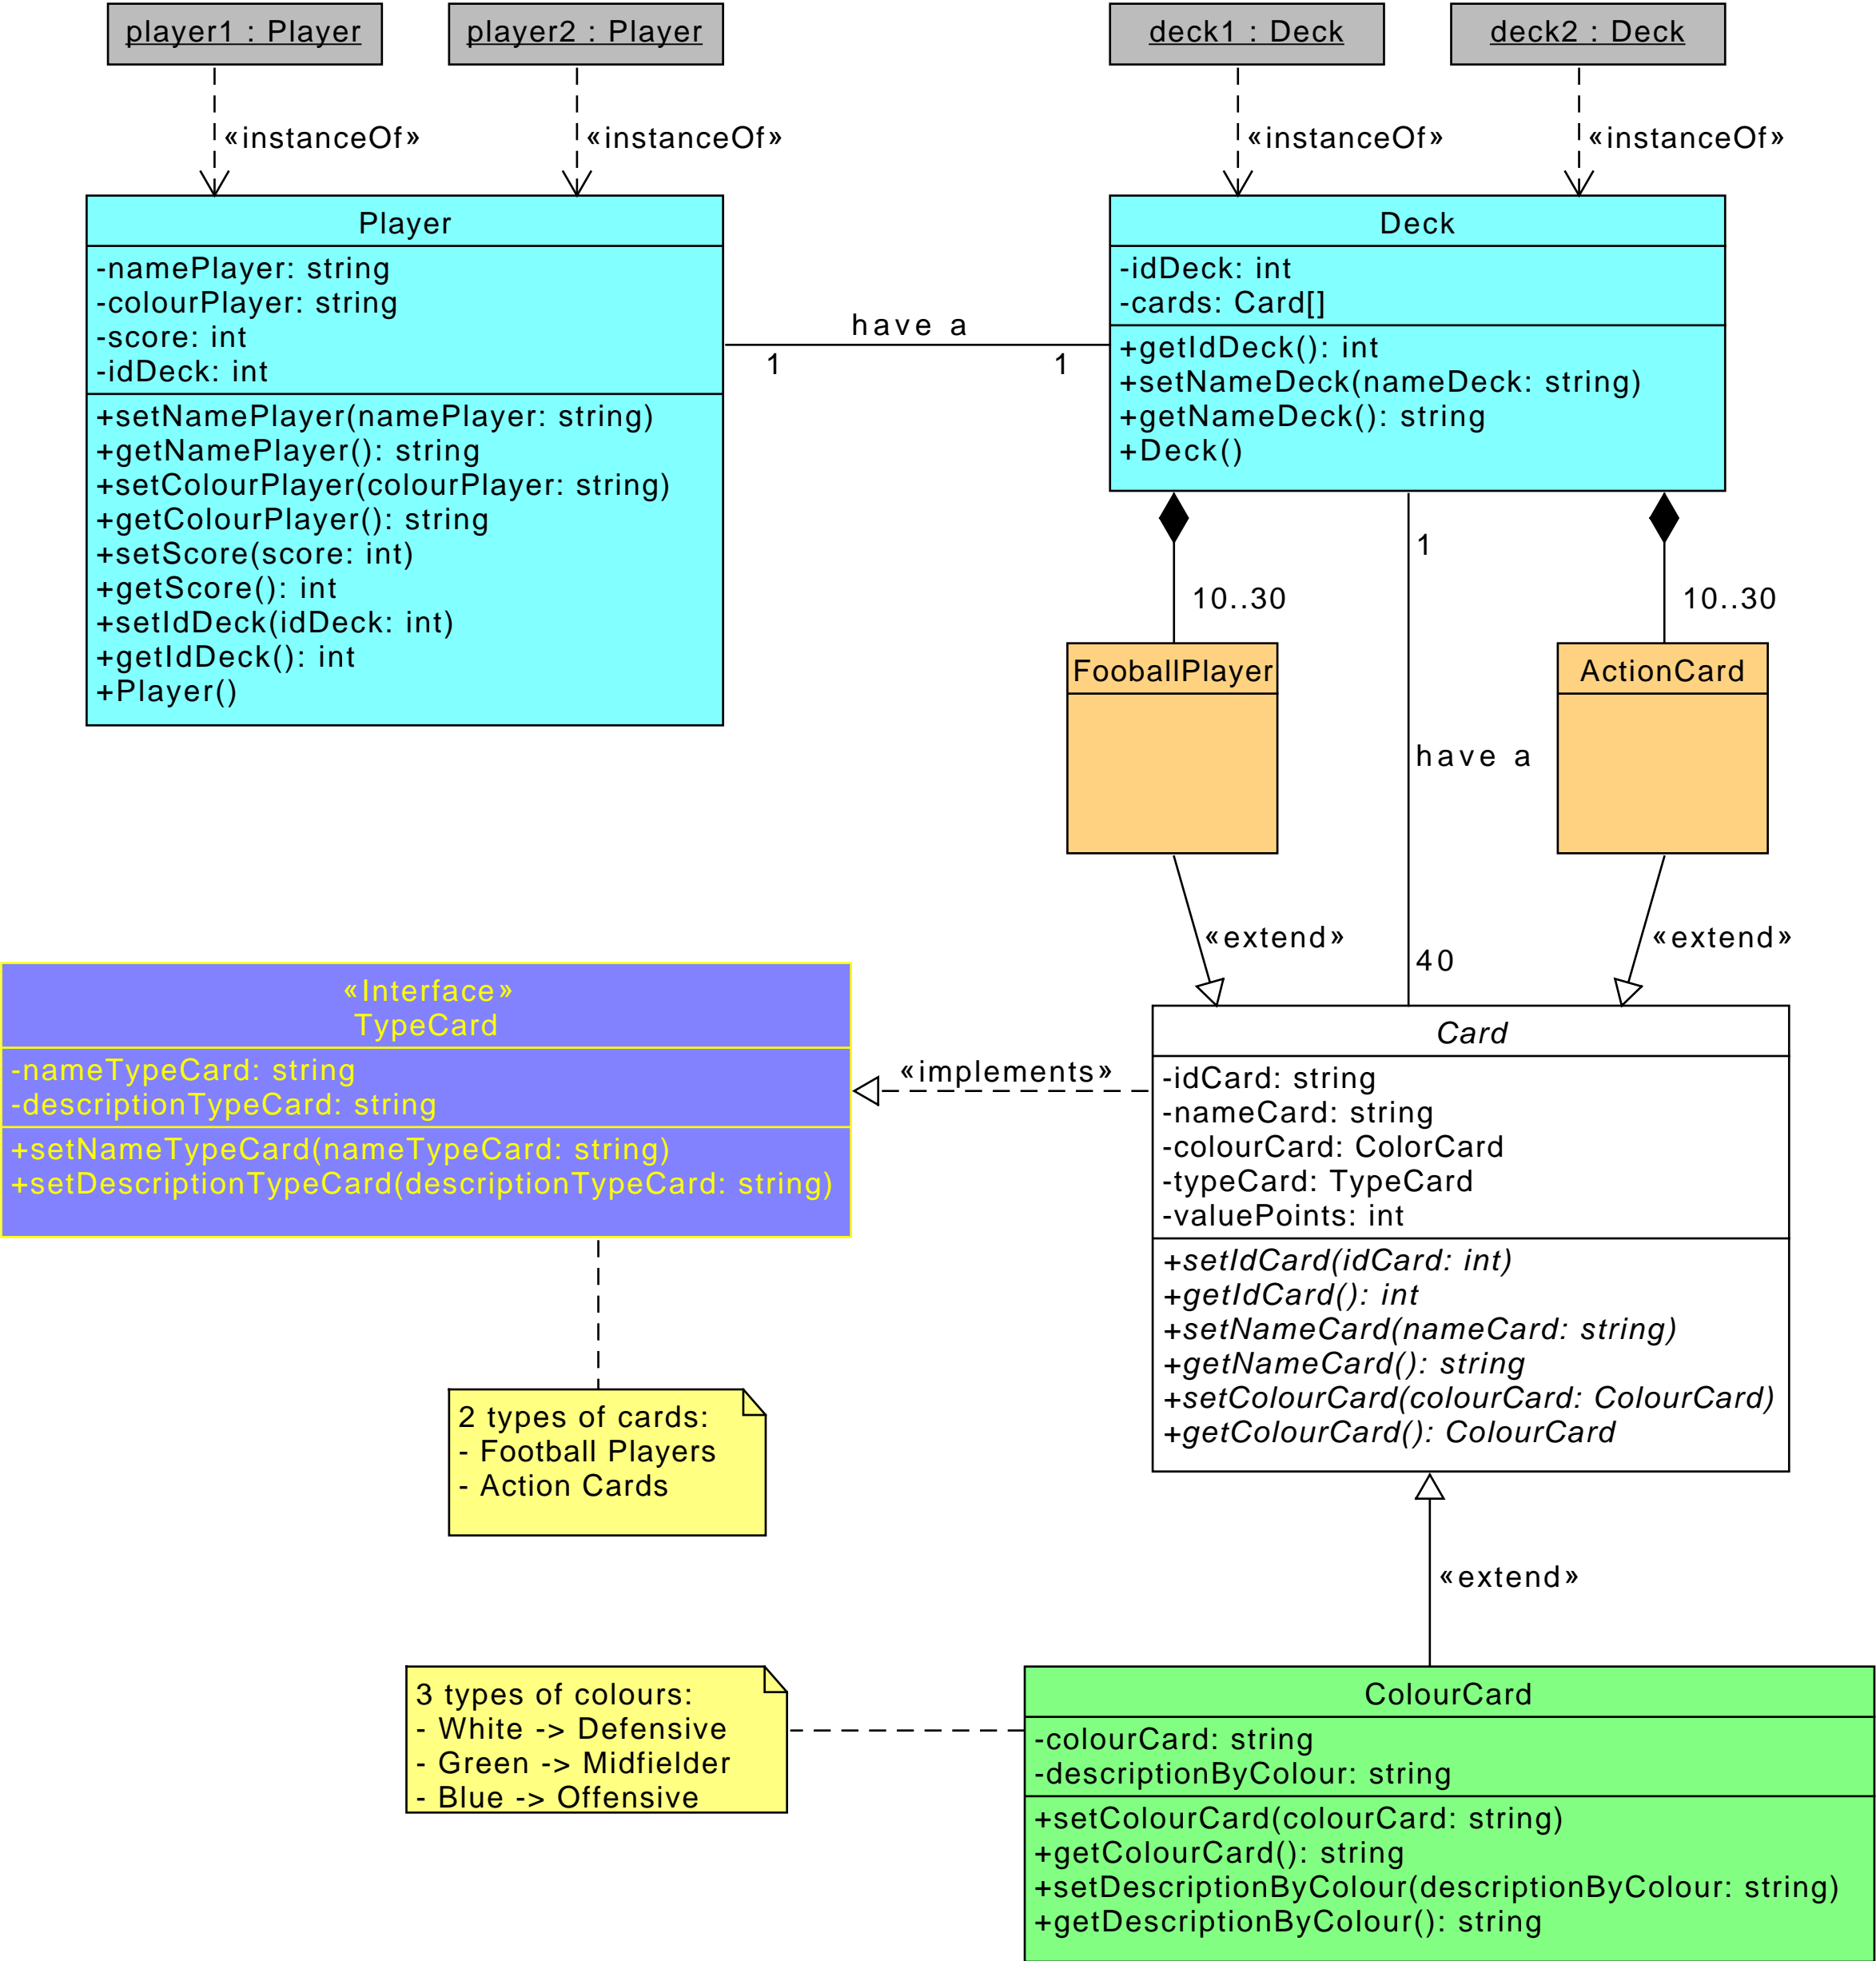 player1 : Player
player2 : Player
deck1 : Deck
deck2 : Deck
«instanceOf»
«instanceOf»
«instanceOf»
«instanceOf»
Player
-namePlayer: string
-colourPlayer: string
-score: int
-idDeck: int
+setNamePlayer(namePlayer: string)
+getNamePlayer(): string
+setColourPlayer(colourPlayer: string)
+getColourPlayer(): string
+setScore(score: int)
+getScore(): int
+setIdDeck(idDeck: int)
+getIdDeck(): int
+Player()
have a
1
1
Deck
-idDeck: int
-cards: Card[]
+getIdDeck(): int
+setNameDeck(nameDeck: string)
+getNameDeck(): string
+Deck()
10..30
1
10..30
FooballPlayer
ActionCard
have a
«extend»
«extend»
40
«Interface»
TypeCard
-nameTypeCard: string
-descriptionTypeCard: string
+setNameTypeCard(nameTypeCard: string)
+setDescriptionTypeCard(descriptionTypeCard: string)
«implements»
Card
-idCard: string
-nameCard: string
-colourCard: ColorCard
-typeCard: TypeCard
-valuePoints: int
+setIdCard(idCard: int)
+getIdCard(): int
+setNameCard(nameCard: string)
+getNameCard(): string
+setColourCard(colourCard: ColourCard)
+getColourCard(): ColourCard
2 types of cards:
- Football Players
- Action Cards
«extend»
3 types of colours:
- White -> Defensive
- Green -> Midfielder
- Blue -> Offensive
ColourCard
-colourCard: string
-descriptionByColour: string
+setColourCard(colourCard: string)
+getColourCard(): string
+setDescriptionByColour(descriptionByColour: string)
+getDescriptionByColour(): string